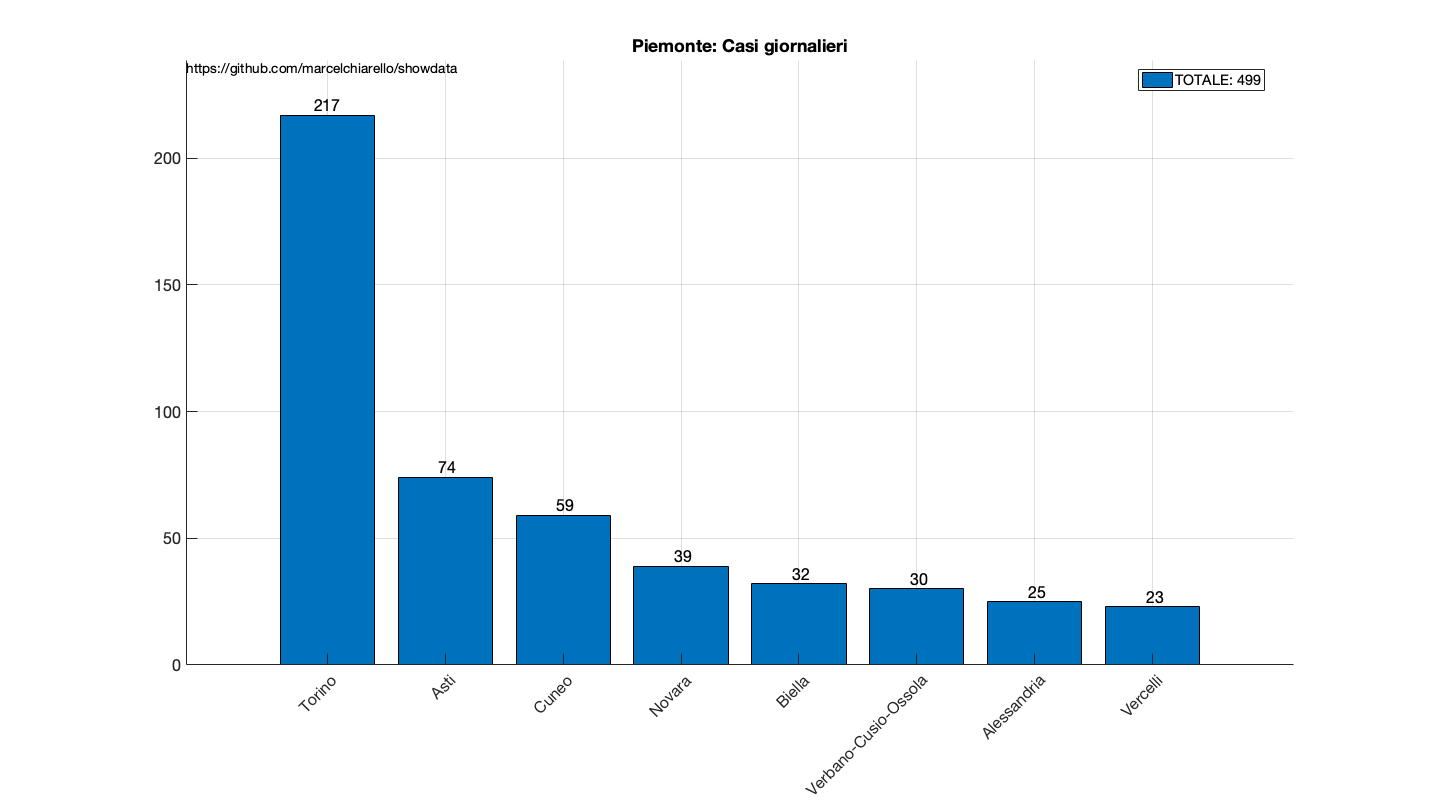 Piemonte: Casi giornalieri
https://github.com/marcelchiarello/showdata
TOTALE: 499
217
200
150
100
74
59
50
39
32
30
25
23
0
Torino
Asti
Cuneo
Novara
Biella
Verbano-Cusio-Ossola
Alessandria
Vercelli